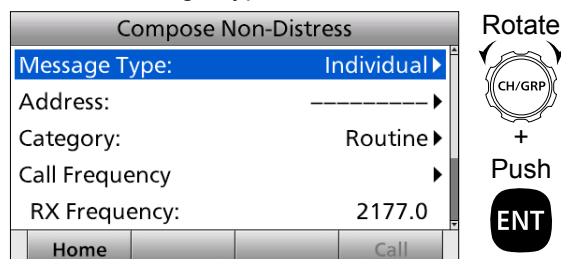 Compose Non-Distress
Message Type: Individual
Address: –––––––––
Category: Routine
Call Frequency
RX Frequency: 2177.0
Home Call
Rotate
CH/GRP
+
Push
ENT